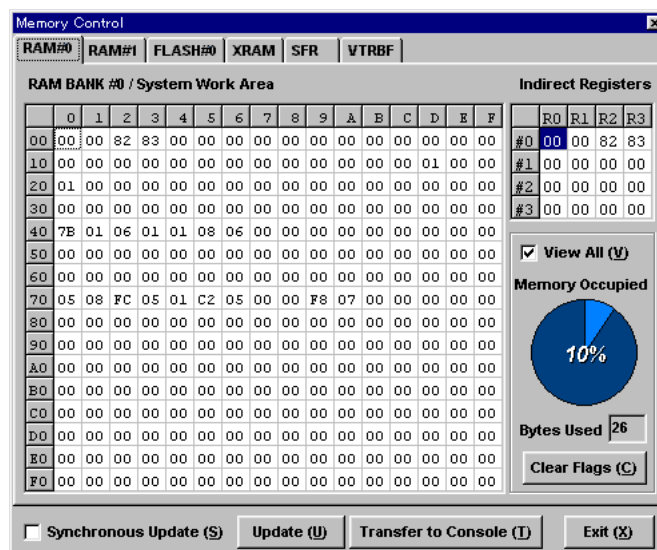 Memory Control
RAM#0 RAM#1 FLASH#0 XRAM SFR VTRBF
RAM BANK #0 / System Work Area
0 1 2 3 4 5 6 7 8 9 A B C D E F
00 00 00 82 83 00 00 00 00 00 00 00 00 00 00 00 00
10 00 00 00 00 00 00 00 00 00 00 00 00 00 01 00 00
20 01 00 00 00 00 00 00 00 00 00 00 00 00 00 00 00
30 00 00 00 00 00 00 00 00 00 00 00 00 00 00 00 00
40 7B 01 06 01 01 08 06 00 00 00 00 00 00 00 00 00
50 00 00 00 00 00 00 00 00 00 00 00 00 00 00 00 00
60 00 00 00 00 00 00 00 00 00 00 00 00 00 00 00 00
70 05 08 FC 05 01 C2 05 00 00 F8 07 00 00 00 00 00
80 00 00 00 00 00 00 00 00 00 00 00 00 00 00 00 00
90 00 00 00 00 00 00 00 00 00 00 00 00 00 00 00 00
A0 00 00 00 00 00 00 00 00 00 00 00 00 00 00 00 00
B0 00 00 00 00 00 00 00 00 00 00 00 00 00 00 00 00
C0 00 00 00 00 00 00 00 00 00 00 00 00 00 00 00 00
D0 00 00 00 00 00 00 00 00 00 00 00 00 00 00 00 00
E0 00 00 00 00 00 00 00 00 00 00 00 00 00 00 00 00
F0 00 00 00 00 00 00 00 00 00 00 00 00 00 00 00 00
Indirect Registers
R0 R1 R2 R3
#0 00 00 82 83
#1 00 00 00 00
#2 00 00 00 00
#3 00 00 00 00
View All (V)
Memory Occupied
10%
Bytes Used 26
Clear Flags (C)
Synchronous Update (S) Update (U) Transfer to Console (T) Exit (X)